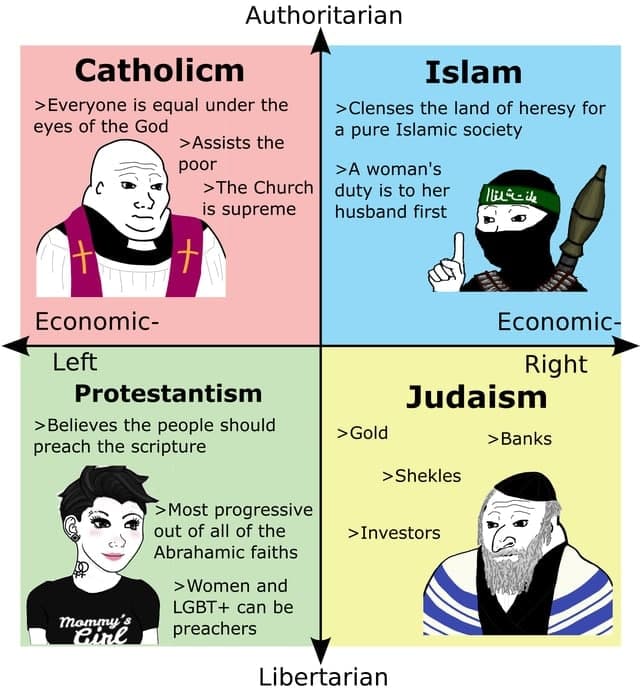 Authoritarian
Catholicm
>Everyone is equal under the
eyes of the God
>Assists the
poor
>The Church
is supreme
Islam
>Clenses the land of heresy for
a pure Islamic society
>A woman's
duty is to her
husband first
Economic-
Left
Economic-
Right
Protestantism
>Believes the people should
preach the scripture
>Most progressive
out of all of the
Abrahamic faiths
>Women and
LGBT+ can be
preachers
Mommy's
Girl
Judaism
>Gold
>Banks
>Shekles
>Investors
Libertarian